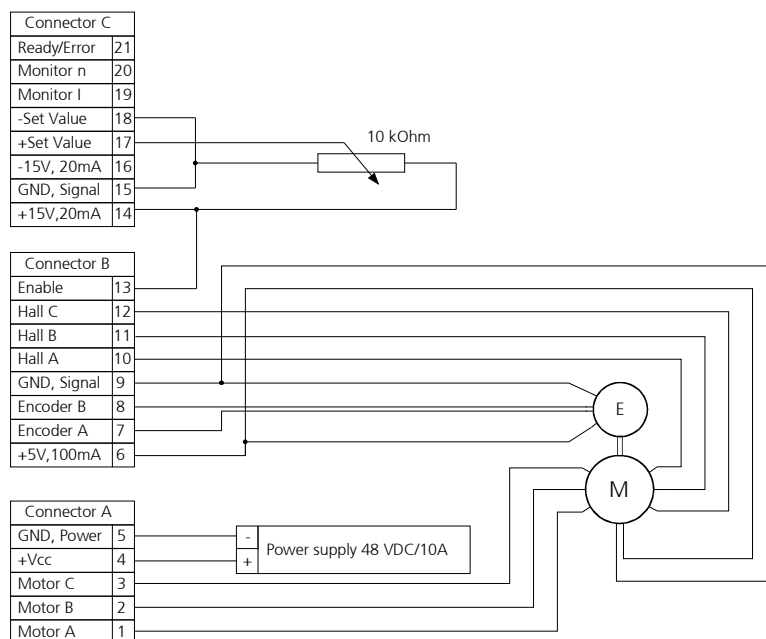 Connector C
Ready/Error 21
Monitor n 20
Monitor I 19
-Set Value 18
+Set Value 17
-15V, 20mA 16
GND, Signal 15
+15V,20mA 14
10 kOhm
Connector B
Enable 13
Hall C 12
Hall B 11
Hall A 10
GND, Signal 9
Encoder B 8
Encoder A 7
+5V,100mA 6
E
M
Connector A
GND, Power 5
+Vcc 4
Motor C 3
Motor B 2
Motor A 1
-
+
Power supply 48 VDC/10A